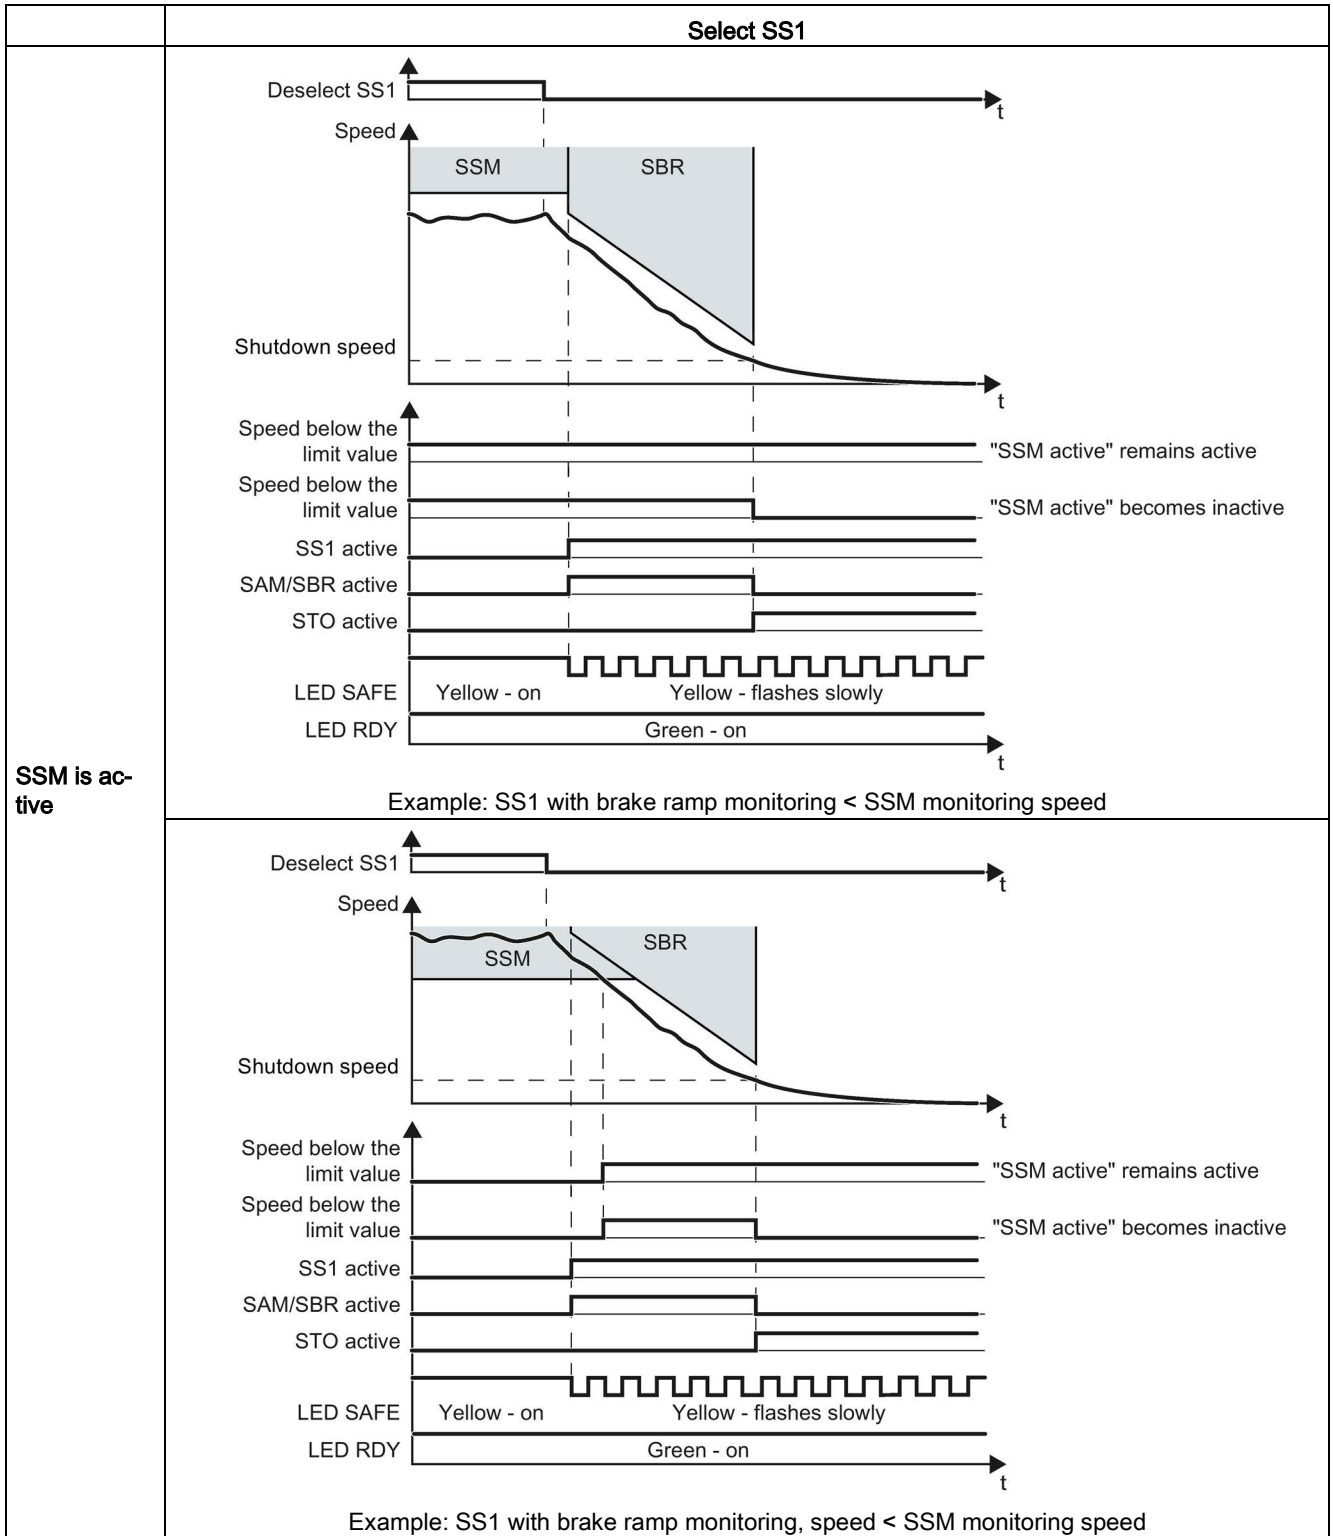 Select SS1
Deselect SS1
t
Speed
SSM
SBR
Shutdown speed
t
Speed below the
limit value
"SSM active" remains active
Speed below the
limit value
"SSM active" becomes inactive
SS1 active
SAM/SBR active
STO active
LED SAFE
Yellow - on
Yellow - flashes slowly
LED RDY
Green - on
t
SSM is ac-
tive
Example: SS1 with brake ramp monitoring < SSM monitoring speed
Deselect SS1
t
Speed
SSM
SBR
Shutdown speed
t
Speed below the
limit value
"SSM active" remains active
Speed below the
limit value
"SSM active" becomes inactive
SS1 active
SAM/SBR active
STO active
LED SAFE
Yellow - on
Yellow - flashes slowly
LED RDY
Green - on
t
Example: SS1 with brake ramp monitoring, speed < SSM monitoring speed